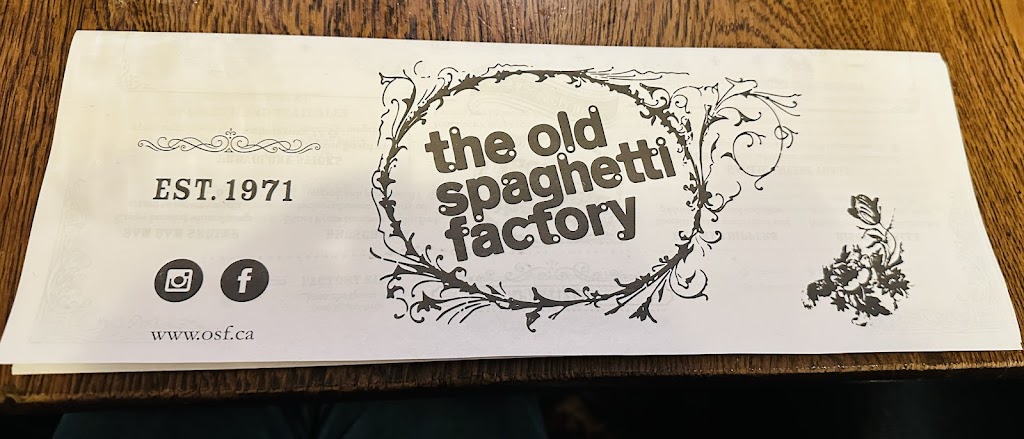 EST. 1971
www.osf.ca
the old
spaghetti
factory